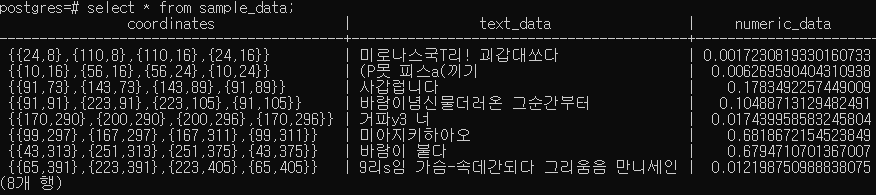 postgres=# select * from sample_data;
coordinates | text_data | numeric_data
{{24,8},{110,8},{110,16},{24,16}} | 미로나스국T리! 괴갑대쏘다 | 0.0017230819330160733
{{10,16},{56,16},{56,24},{10,24}} | (P못 피스a(끼기 | 0.006269590404310938
{{91,73},{143,73},{143,89},{91,89}} | 사갑럽니다 | 0.1783492257449009
{{91,91},{223,91},{223,105},{91,105}} | 바람이념신물더러온 그순간부터 | 0.10488713129482491
{{170,290},{200,290},{200,296},{170,296}} | 거파y3 너 | 0.017439958583245804
{{99,297},{167,297},{167,311},{99,311}} | 미아지키하아오 | 0.6818672154523849
{{43,313},{251,313},{251,375},{43,375}} | 바람이 불다 | 0.6794710701367007
{{65,391},{223,391},{223,405},{65,405}} | 9리s임 가슴-속데간되다 그리움음 만니세인 | 0.012198750988838075
(8개 행)